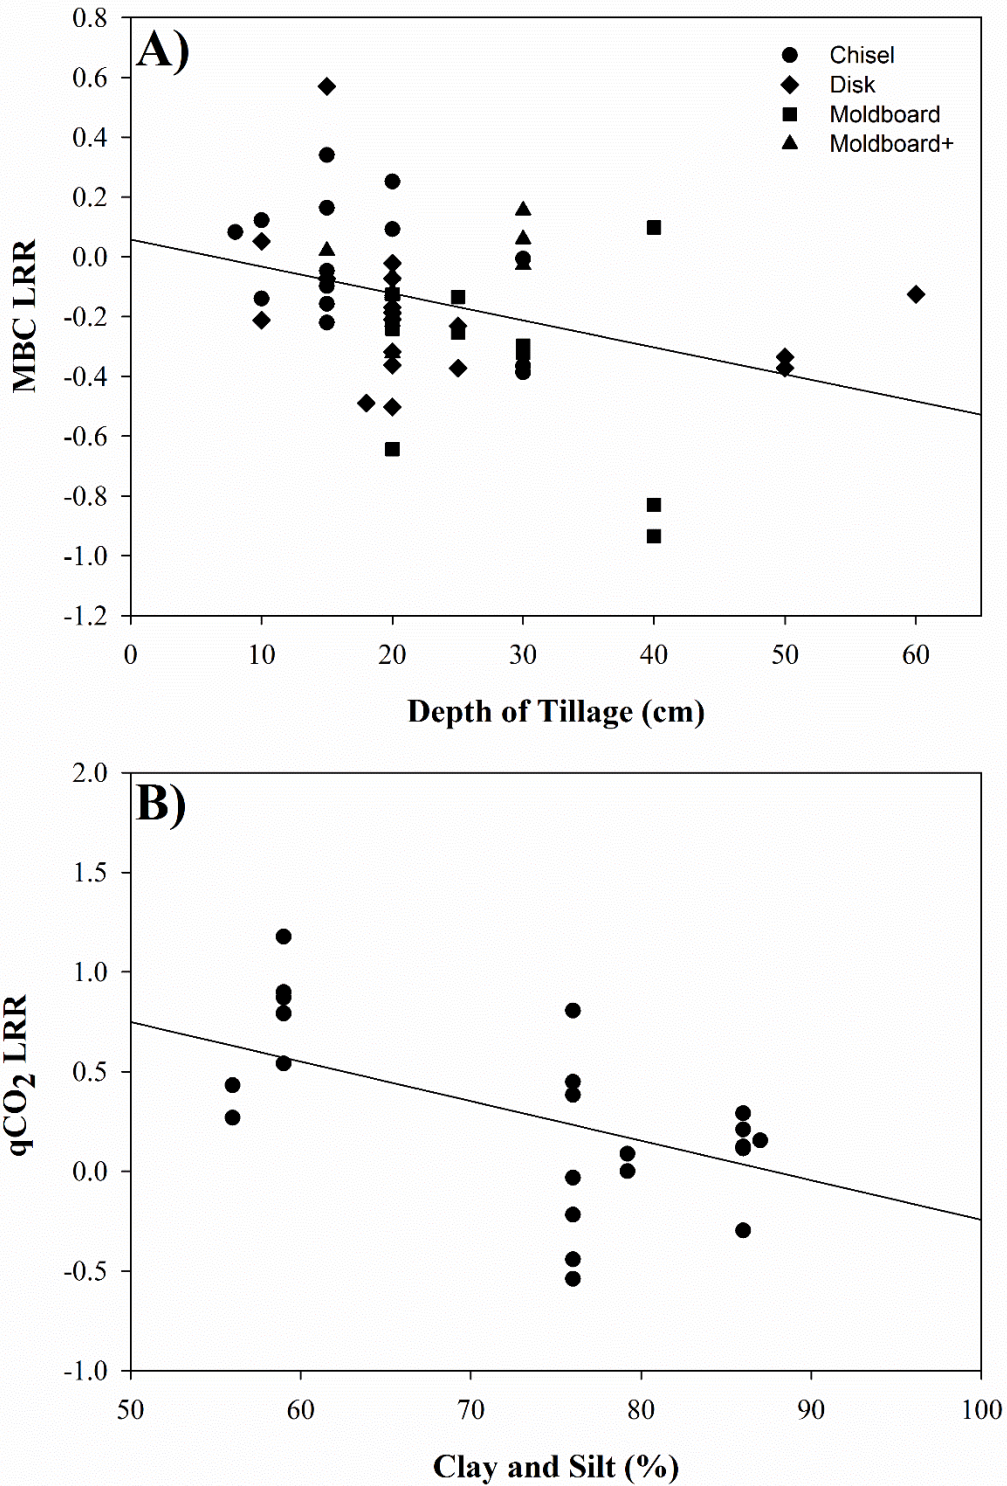 A)
Chisel
Disk
Moldboard
Moldboard+
0.8
0.6
0.4
0.2
0.0
-0.2
-0.4
-0.6
-0.8
-1.0
-1.2
MBC LRR
0 10 20 30 40 50 60
Depth of Tillage (cm)
B)
2.0
1.5
1.0
0.5
0.0
-0.5
-1.0
qCO2 LRR
50 60 70 80 90 100
Clay and Silt (%)